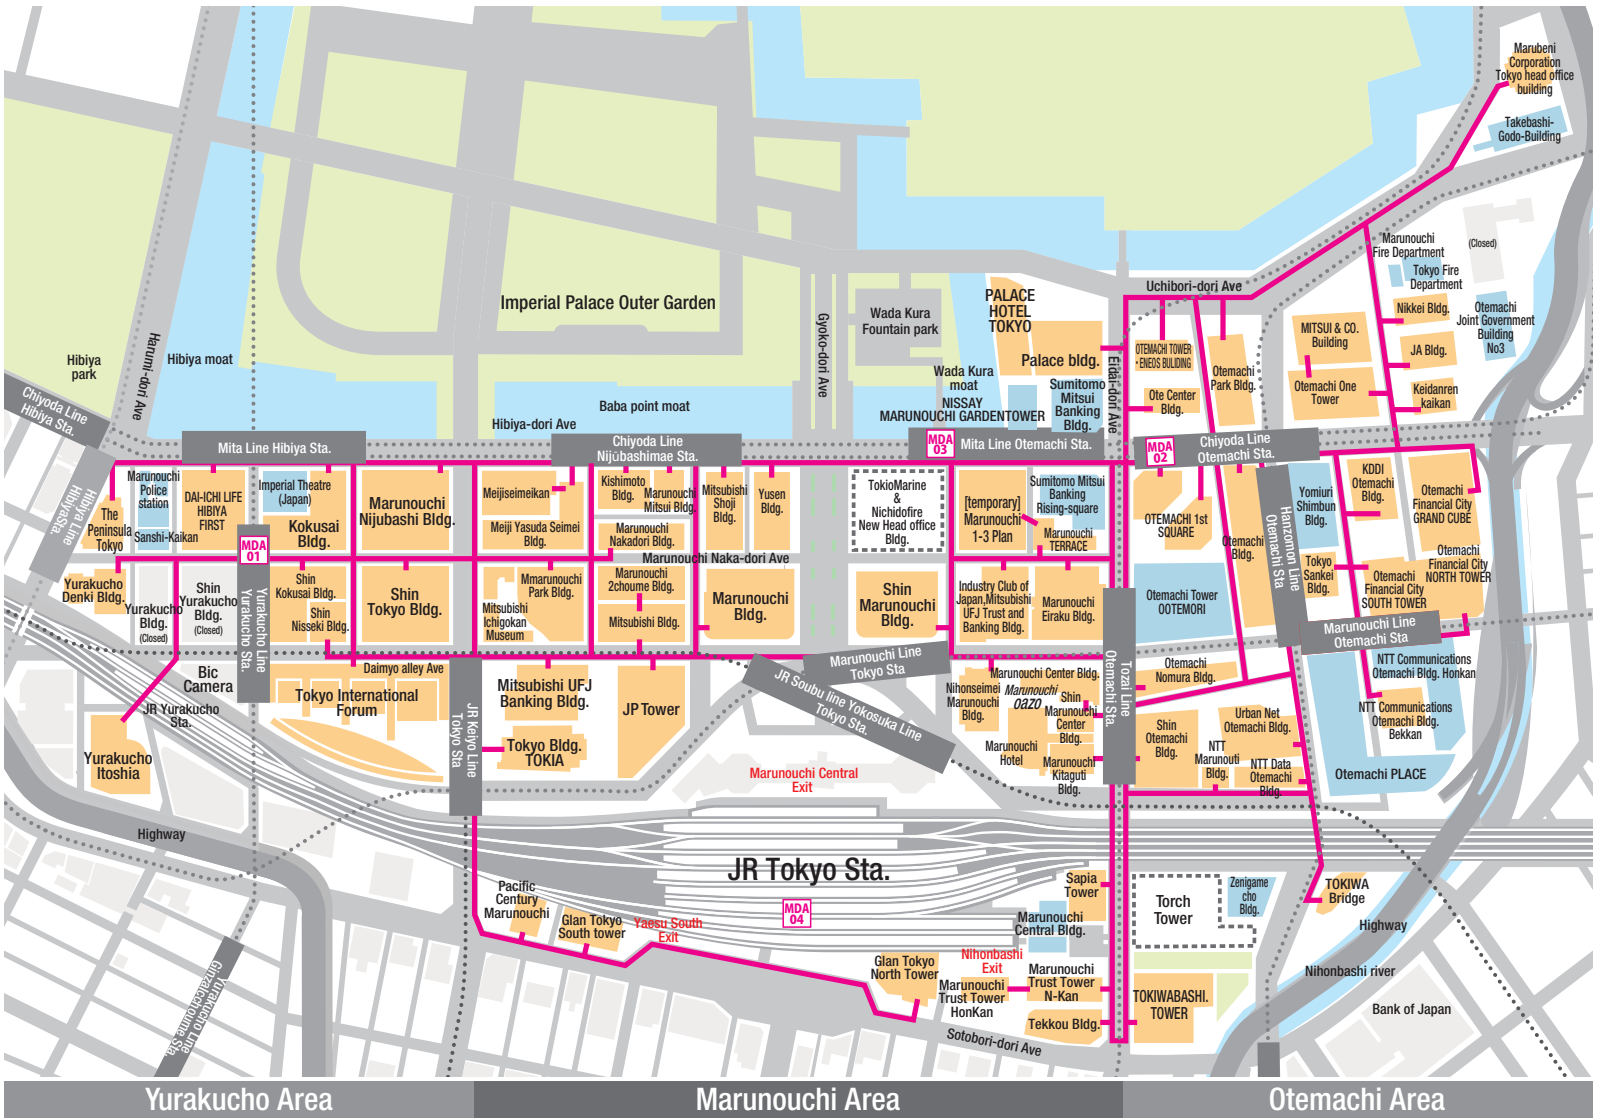 Marubeni
Corporation
Tokyo head office
building
Takebashi-
Godo-Building
Marunouchi
Fire Department
(Closed)
Tokyo Fire
Department
Imperial Palace Outer Garden
Gyoko-dori Ave
Wada Kura
Fountain park
PALACE
HOTEL
TOKYO
Palace bldg.
Uchibori-dori Ave
Eidai-dori Ave
OTEMACHI TOWER
・ENEOS BULIDING
Otemachi
Park Bldg.
Ote Center
Bldg.
MITSUI & CO.
Building
Otemachi One
Tower
Nikkei Bldg.
JA Bldg.
Keidanren
kaikan
Otemachi
Joint Government
Building
No3
Hibiya
park
Harumi-dori Ave
Hibiya moat
Baba point moat
Hibiya-dori Ave
Wada Kura
moat
NISSAY
MARUNOUCHI GARDENTOWER
Sumitomo
Mitsui
Banking
Bldg.
Chiyoda Line
Hibiya Sta.
Mita Line Hibiya Sta.
Chiyoda Line
Nijubashimae Sta.
MDA
03
Mita Line Otemachi Sta.
MDA
02
Chiyoda Line
Otemachi Sta.
Hibiya Line
HibiyaSta.
Marunouchi
Police
station
The
Peninsula
Tokyo
Sanshi-Kaikan
DAI-ICHI LIFE
HIBIYA
FIRST
Imperial Theatre
(Japan)
Kokusai
Bldg.
MDA
01
Marunouchi
Nijubashi Bldg.
Meijiseimeikan
Meiji Yasuda Seimei
Bldg.
Kishimoto
Bldg.
Marunouchi
Mitsui Bldg.
Marunouchi
Nakadori Bldg.
Mitsubishi
Shoji
Bldg.
Yusen
Bldg.
TokioMarine
&
Nichidofire
New Head office
Bldg.
[temporary]
Marunouchi
1-3 Plan
Sumitomo Mitsui
Banking
Rising-square
Marunouchi
TERRACE
OTEMACHI 1st
SQUARE
Otemachi
Bldg.
Hanzomon Line
Otemachi Sta
Yomiuri
Shimbun
Bldg.
KDDI
Otemachi
Bldg.
Otemachi
Financial City
GRAND CUBE
Otemachi
Financial City
NORTH TOWER
Tokyo
Sankei
Bldg.
Otemachi
Financial City
SOUTH TOWER
Marunouchi Naka-dori Ave
Yurakucho
Denki Bldg.
Yurakucho
Bldg.
(Closed)
Shin
Yurakucho
Bldg.
(Closed)
Yurakucho Line
Yurakucho Sta.
Shin
Kokusai Bldg.
Shin
Nisseki Bldg.
Shin
Tokyo Bldg.
Mitsubishi
Ichigokan
Museum
Mmarunouchi
Park Bldg.
Marunouchi
2choume Bldg.
Mitsubishi Bldg.
Marunouchi
Bldg.
Shin
Marunouchi
Bldg.
Industry Club of
Japan,Mitsubishi
UFJ Trust and
Banking Bldg.
Marunouchi
Eiraku Bldg.
Otemachi Tower
OOTEMORI
Marunouchi Line
Otemachi Sta
Bic
Camera
JR Yurakucho
Sta.
Yurakucho
Itoshia
Daimyo alley Ave
Tokyo International
Forum
JR Keiyo Line
Tokyo Sta
Mitsubishi UFJ
Banking Bldg.
Tokyo Bldg.
TOKIA
JP Tower
Marunouchi Line
Tokyo Sta
JR Soubu line Yokosuka Line
Tokyo Sta.
Marunouchi Center Bldg.
Nihonseimei
Marunouchi
Bldg.
Marunouchi
OAZO
Shin
Marunouchi
Center
Bldg.
Marunouchi
Hotel
Marunouchi
Kitaguti
Bldg.
Tozai Line
Otemachi Sta.
Otemachi
Nomura Bldg.
Shin
Otemachi
Bldg.
Urban Net
Otemachi Bldg.
NTT
Marunouti
Bldg.
NTT Data
Otemachi
Bldg.
NTT Communications
Otemachi Bldg. Honkan
NTT Communications
Otemachi Bldg.
Bekkan
Otemachi PLACE
Marunouchi Central
Exit
Highway
JR Tokyo Sta.
MDA
04
Pacific
Century
Marunouchi
Glan Tokyo
South tower
Yaesu South
Exit
Sapia
Tower
Marunouchi
Central Bldg.
Nihonbashi
Exit
Glan Tokyo
North Tower
Marunouchi
Trust Tower
HonKan
Marunouchi
Trust Tower
N-Kan
Tekkou Bldg.
Sotobori-dori Ave
Torch
Tower
Zenigame
cho
Bldg.
TOKIWA
Bridge
Highway
Nihonbashi river
TOKIWABASHI.
TOWER
Bank of Japan
Yurakucho Line
Ginzaicchoume Sta.
Yurakucho Area
Marunouchi Area
Otemachi Area